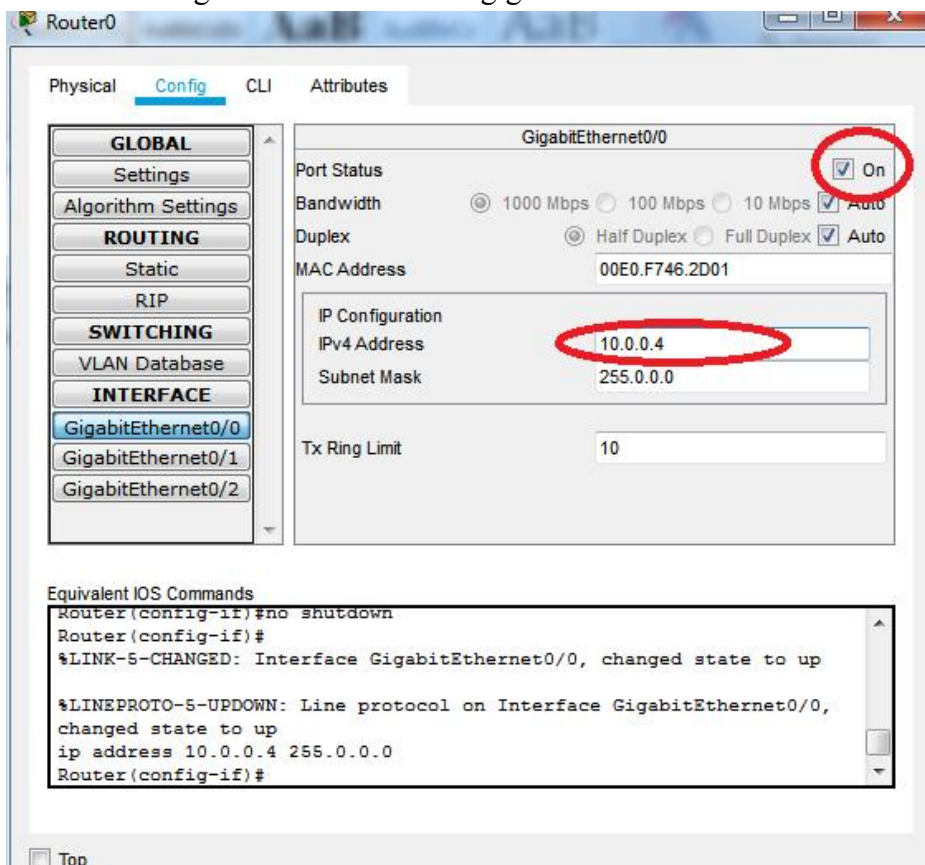 Router0
Physical Config CLI Attributes
GLOBAL
Settings
Algorithm Settings
ROUTING
Static
RIP
SWITCHING
VLAN Database
INTERFACE
GigabitEthernet0/0
GigabitEthernet0/1
GigabitEthernet0/2
GigabitEthernet0/0
Port Status On
Bandwidth 1000 Mbps 100 Mbps 10 Mbps Auto
Duplex Half Duplex Full Duplex Auto
MAC Address 00E0.F746.2D01
IP Configuration
IPv4 Address 10.0.0.4
Subnet Mask 255.0.0.0
Tx Ring Limit 10
Equivalent IOS Commands
Router(config-if)#no shutdown
Router(config-if)#
%LINK-5-CHANGED: Interface GigabitEthernet0/0, changed state to up
%LINEPROTO-5-UPDOWN: Line protocol on Interface GigabitEthernet0/0,
changed state to up
ip address 10.0.0.4 255.0.0.0
Router(config-if)#
Top